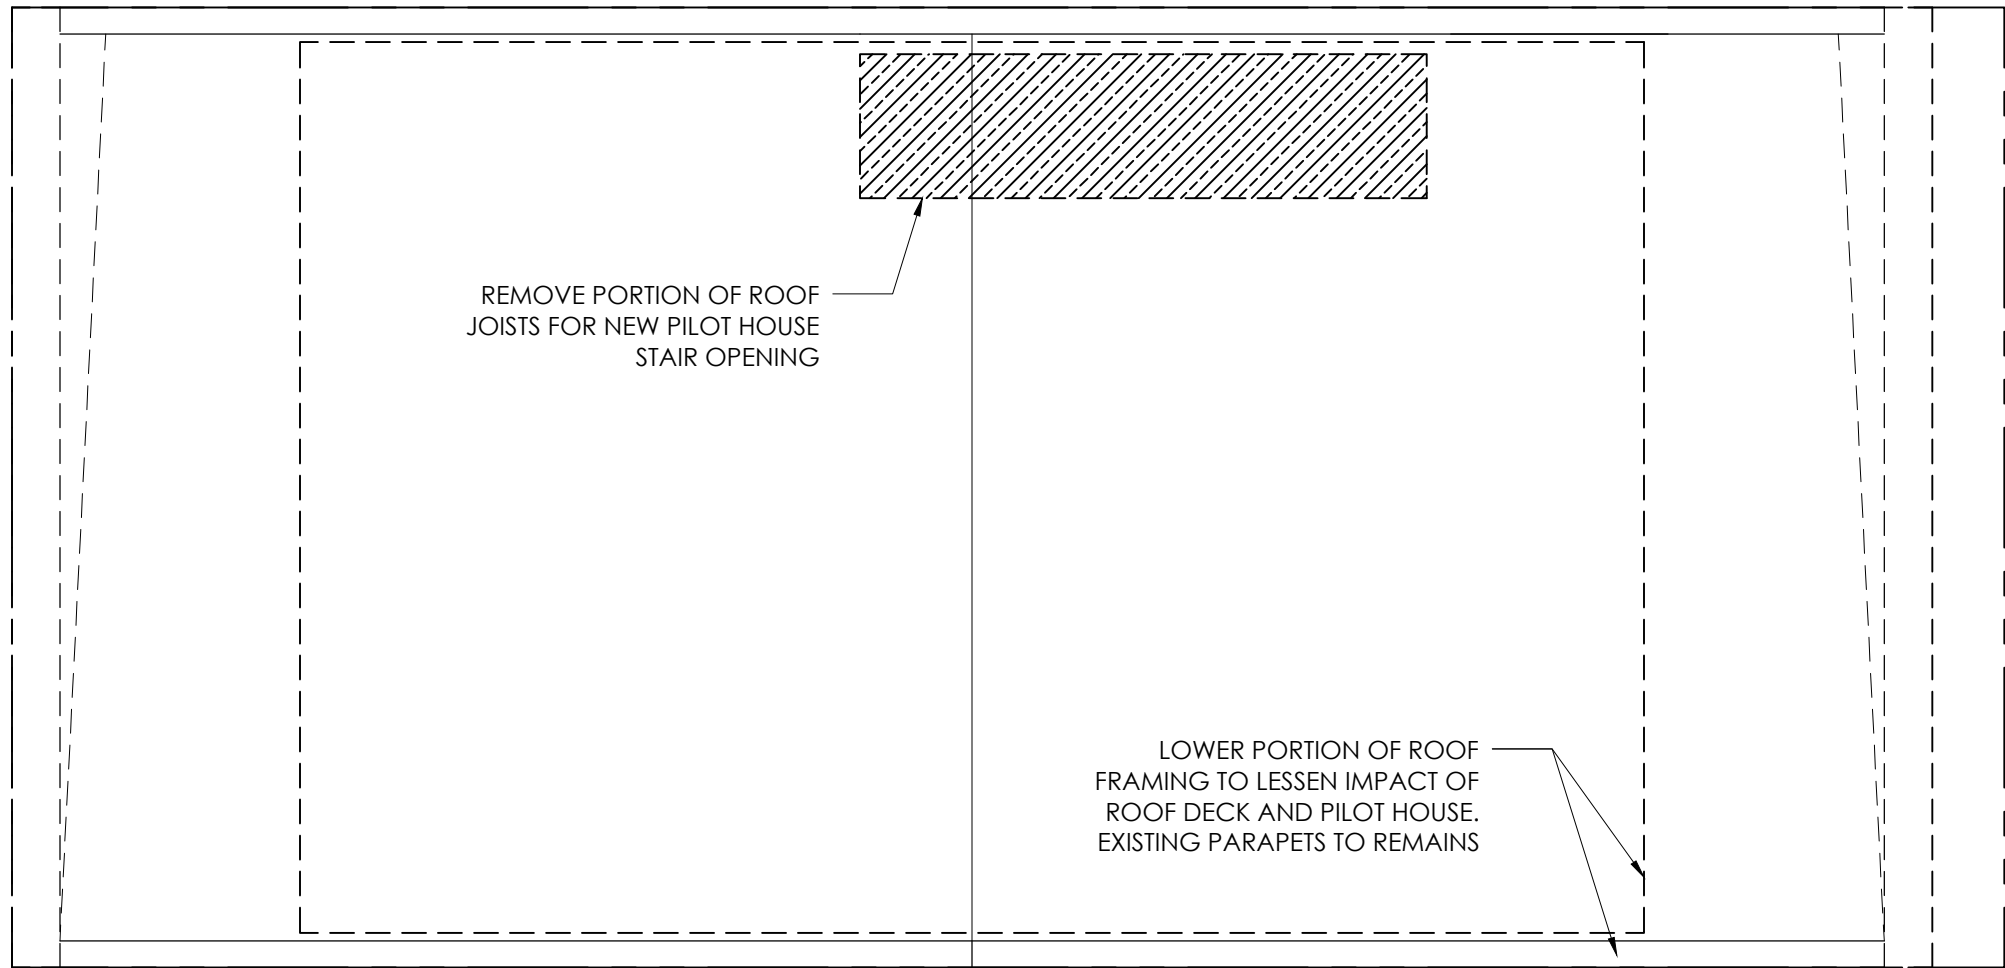 REMOVE PORTION OF ROOF
JOISTS FOR NEW PILOT HOUSE
STAIR OPENING
LOWER PORTION OF ROOF
FRAMING TO LESSEN IMPACT OF
ROOF DECK AND PILOT HOUSE.
EXISTING PARAPETS TO REMAINS